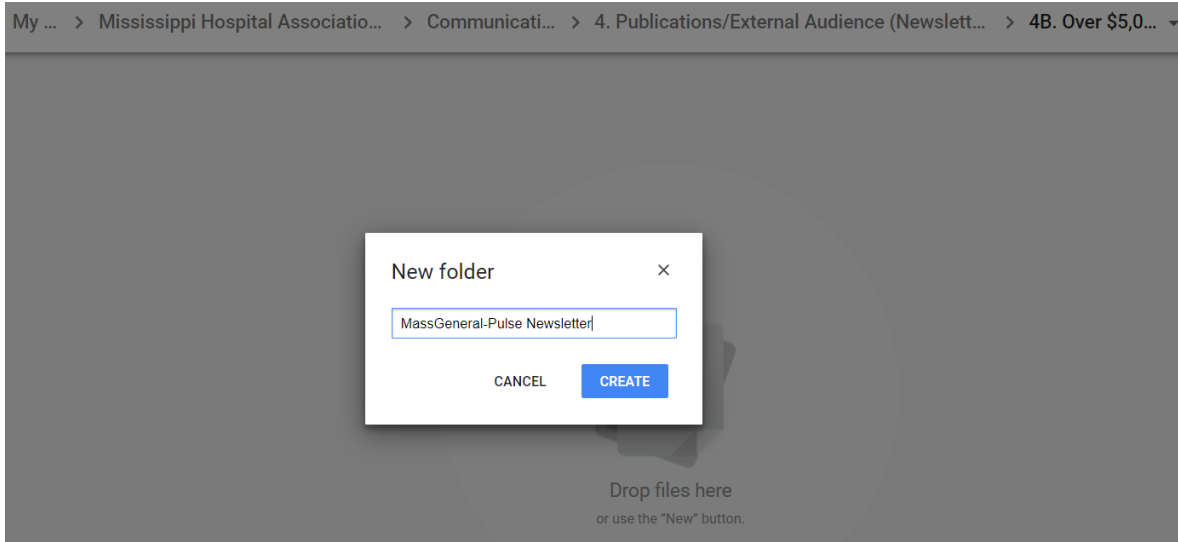 My ... > Mississippi Hospital Associatio... > Communicati... > 4. Publications/External Audience (Newslett... > 4B. Over $5,0...
New folder
MassGeneral-Pulse Newsletter
CANCEL CREATE
Drop files here
or use the "New" button.